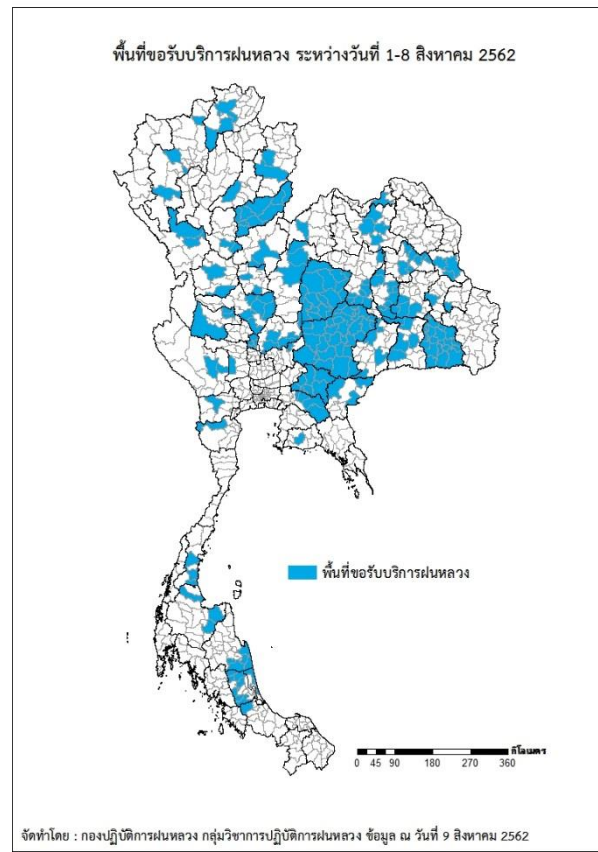 พื้นที่ขอรับบริการฝนหลวง ระหว่างวันที่ 1-8 สิงหาคม 2562
พื้นที่ขอรับบริการฝนหลวง
กิโลเมตร
0 45 90 180 270 360
จัดทำโดย : กองปฏิบัติการฝนหลวง กลุ่มวิชาการปฏิบัติการฝนหลวง ข้อมูล ณ วันที่ 9 สิงหาคม 2562